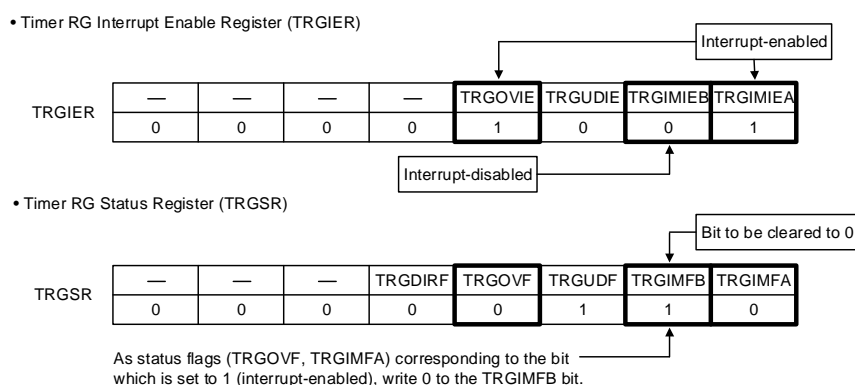 • Timer RG Interrupt Enable Register (TRGIER)
Interrupt-enabled
TRGIER
— — — — TRGOVIE TRGUDIE TRGIMIEB TRGIMIEA
0 0 0 0 1 0 0 1
Interrupt-disabled
• Timer RG Status Register (TRGSR)
Bit to be cleared to 0
TRGSR
— — — TRGDIRF TRGOVF TRGUDF TRGIMFB TRGIMFA
0 0 0 0 0 1 1 0
As status flags (TRGOVF, TRGIMFA) corresponding to the bit
which is set to 1 (interrupt-enabled), write 0 to the TRGIMFB bit.